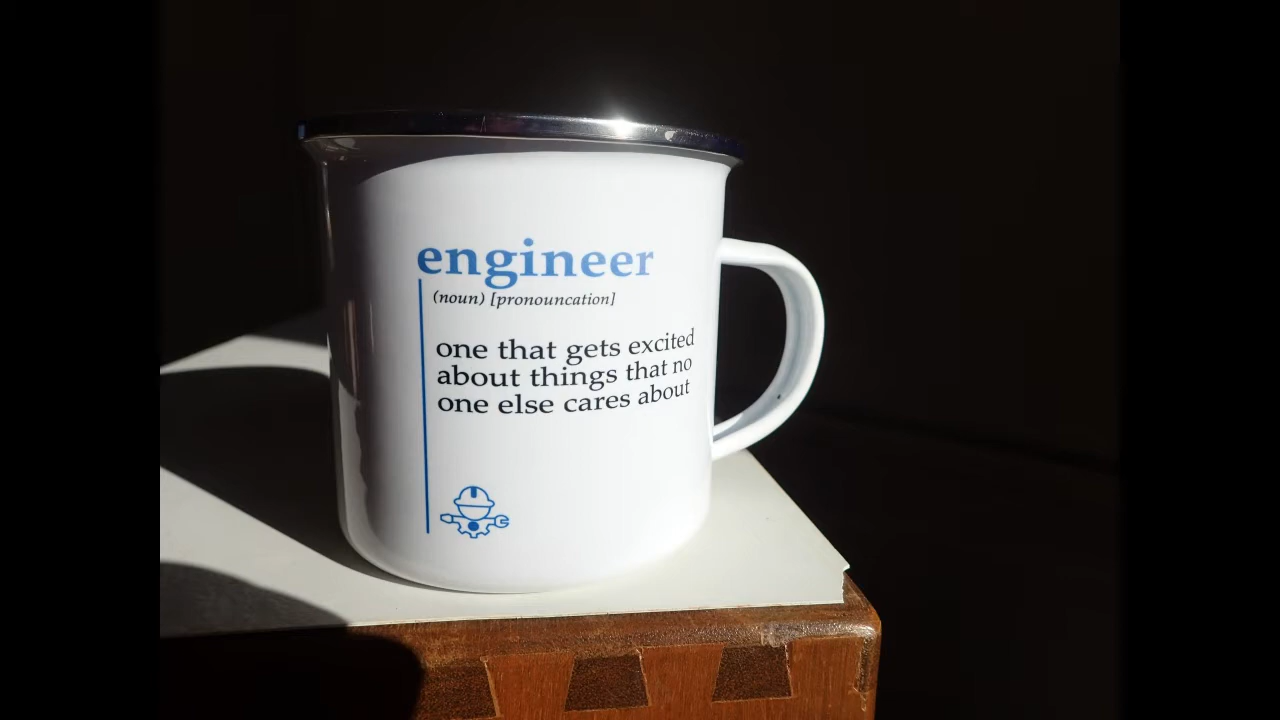 engineer
(noun) [pronouncation]
one that gets excited
about things that no
one else cares about